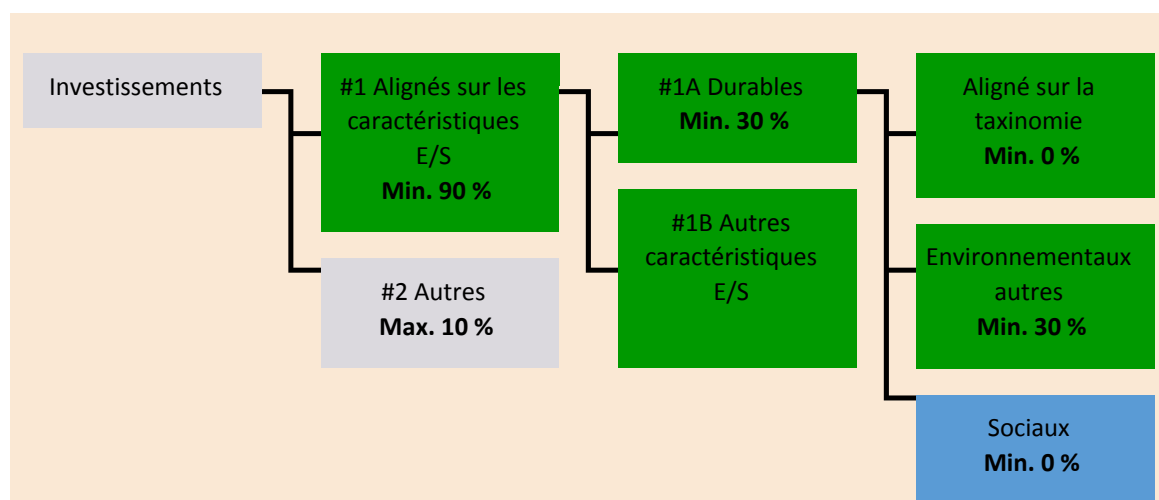 Investissements
#1 Alignés sur les
caractéristiques
E/S
Min. 90 %
#2 Autres
Max. 10 %
#1A Durables
Min. 30 %
#1B Autres
caractéristiques
E/S
Aligné sur la
taxinomie
Min. 0 %
Environnementaux
autres
Min. 30 %
Sociaux
Min. 0 %